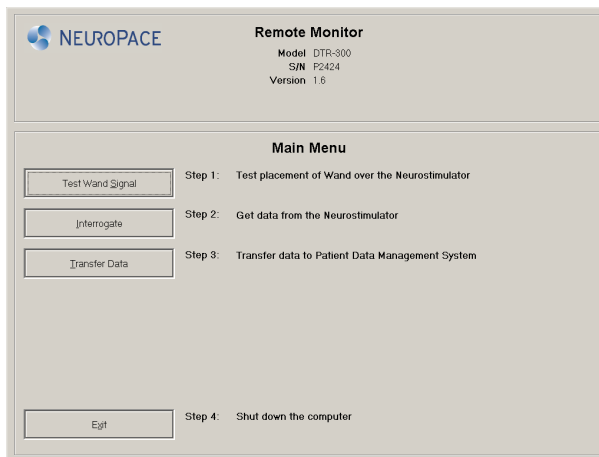 NEUROPACE
Remote Monitor
Model DTR-300
S/N P2424
Version 1.6
Main Menu
Test Wand Signal Step 1: Test placement of Wand over the Neurostimulator
Interrogate Step 2: Get data from the Neurostimulator
Transfer Data Step 3: Transfer data to Patient Data Management System
Exit Step 4: Shut down the computer